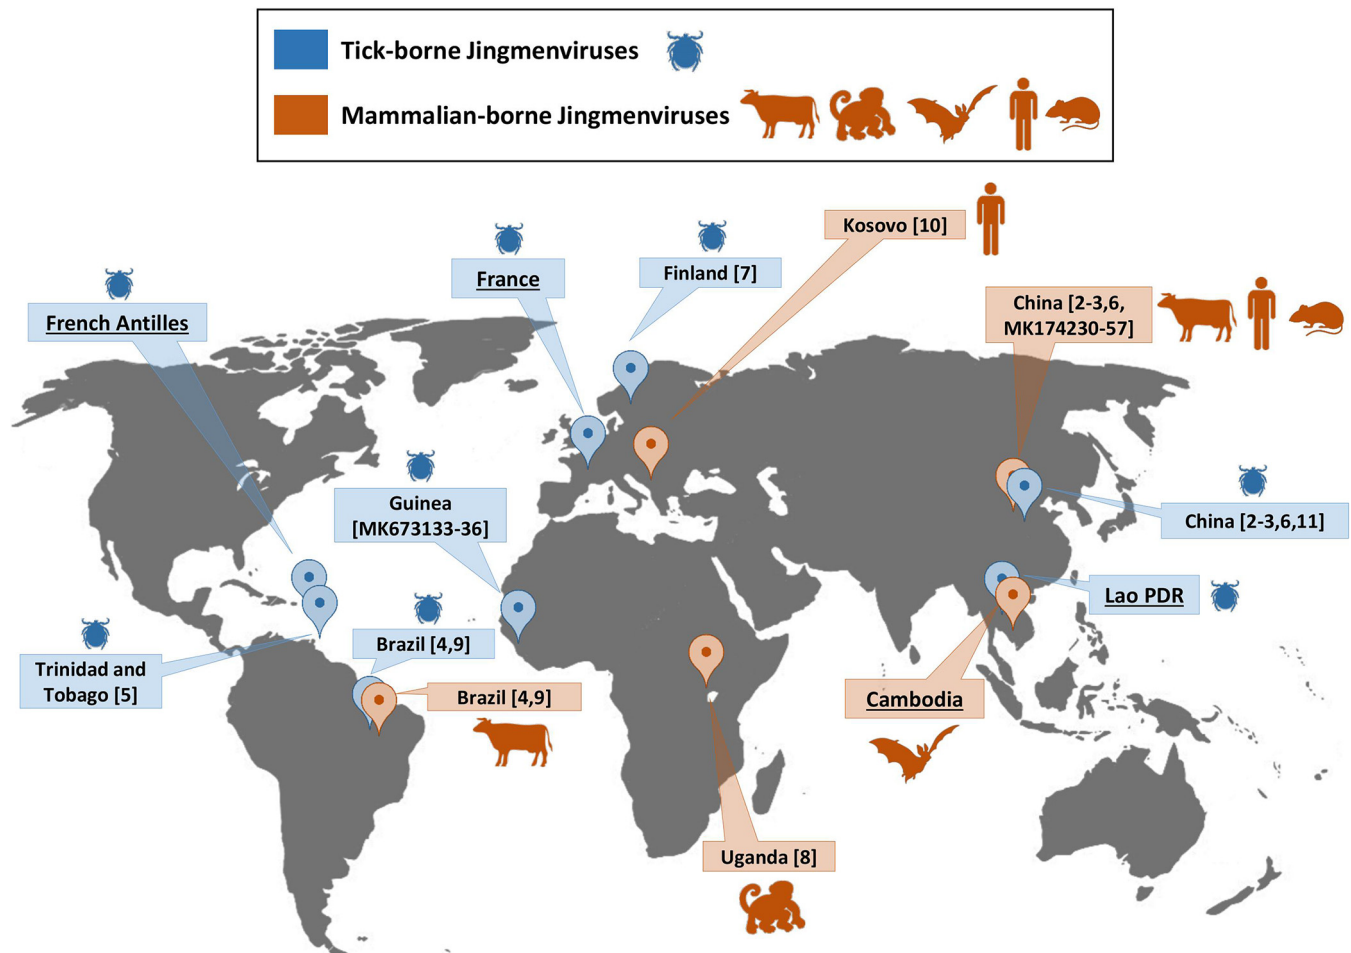 Tick-borne Jingmenviruses
Mammalian-borne Jingmenviruses
Kosovo [10]
France
Finland [7]
French Antilles
China [2-3,6,
MK174230-57]
Guinea
[MK673133-36]
China [2-3,6,11]
Lao PDR
Brazil [4,9]
Trinidad and
Tobago [5]
Brazil [4,9]
Cambodia
Uganda [8]